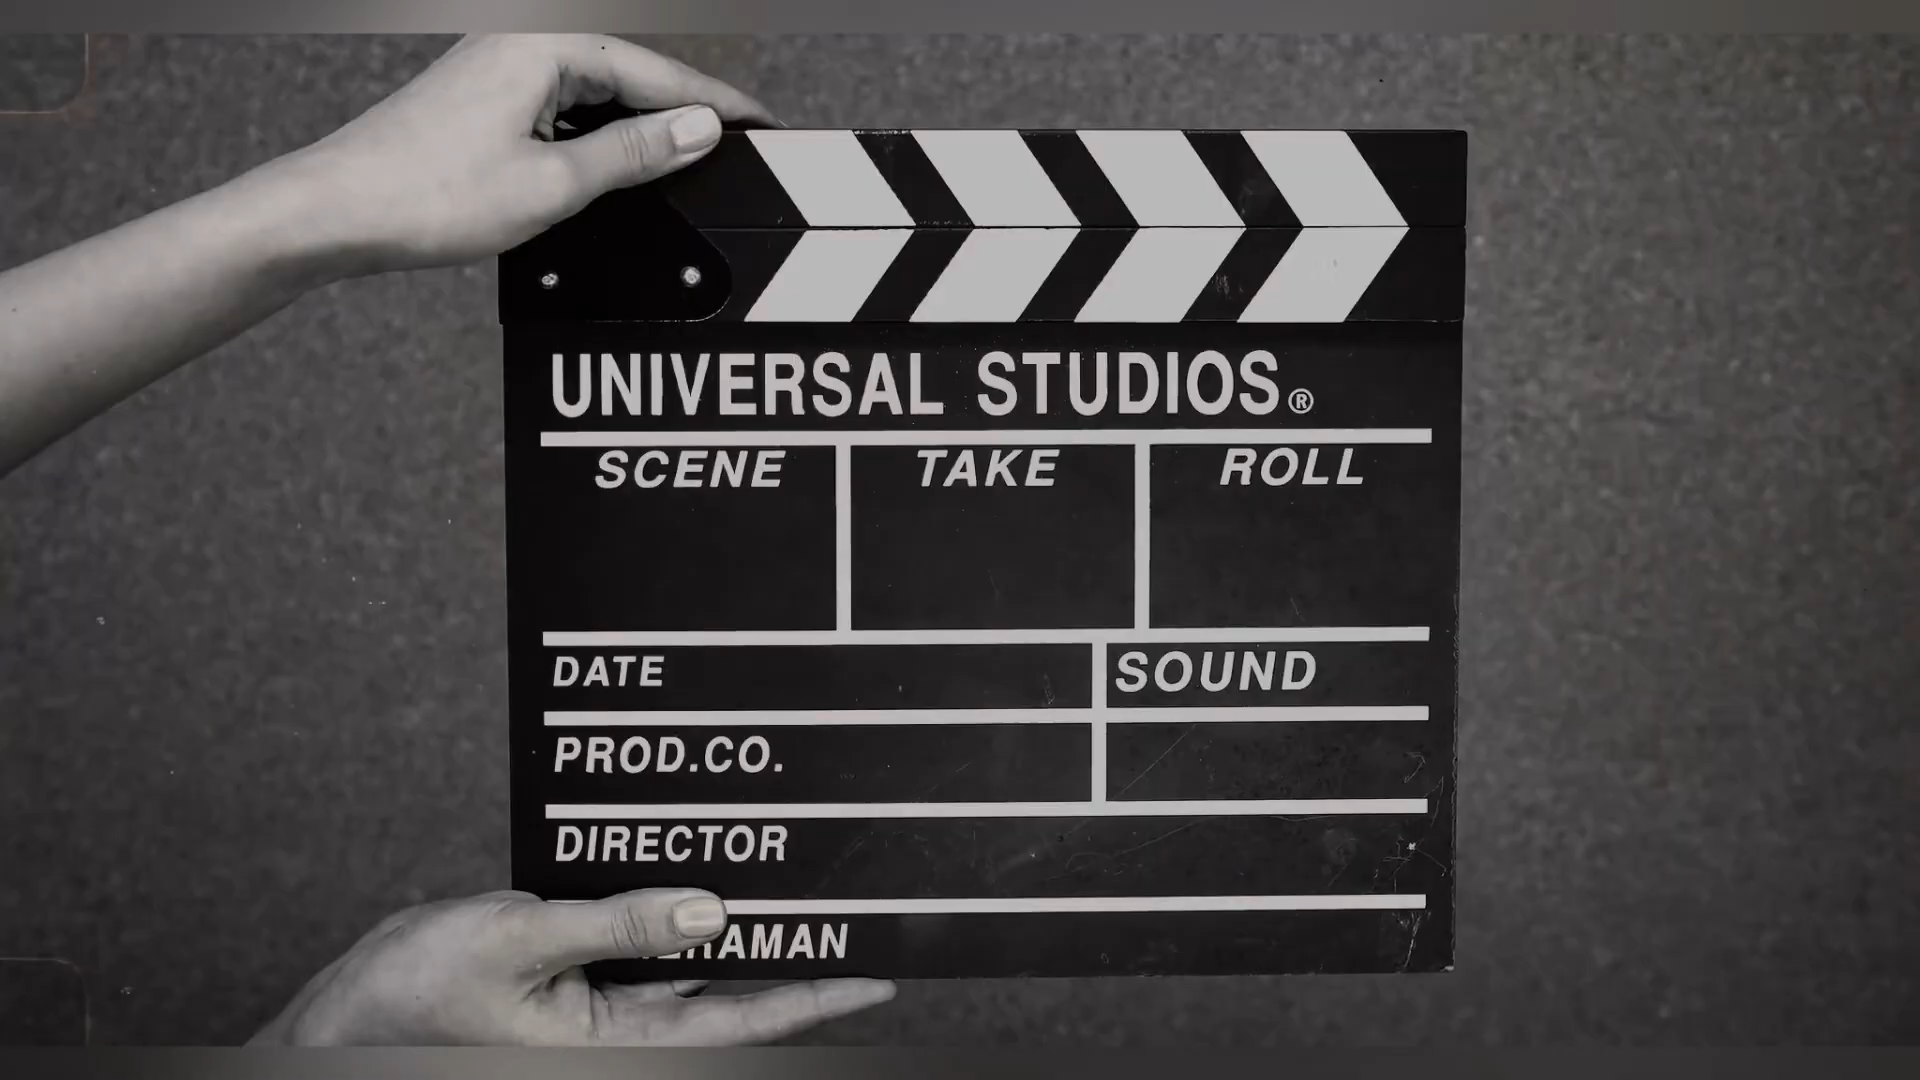 UNIVERSAL STUDIOS®
SCENE TAKE ROLL
DATE SOUND
PROD.CO.
DIRECTOR